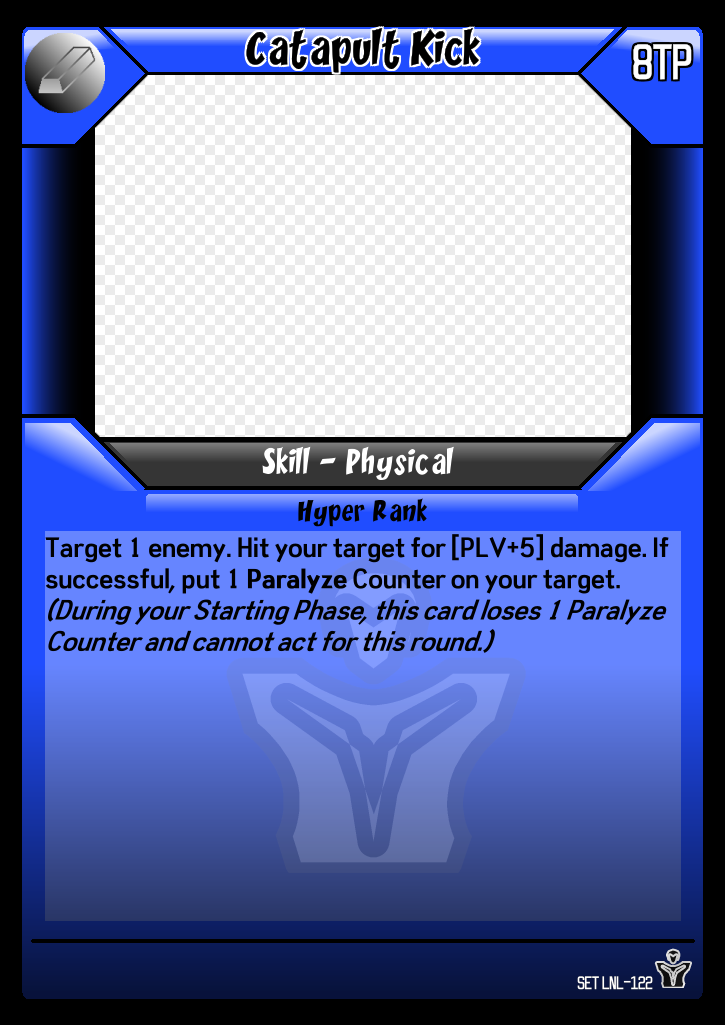 Catapult Kick
8TP
Skill - Physical
Hyper Rank
Target 1 enemy. Hit your target for [PLV+5] damage. If
successful, put 1 Paralyze Counter on your target.
(During your Starting Phase, this card loses 1 Paralyze
Counter and cannot act for this round.)
SET LNL-122